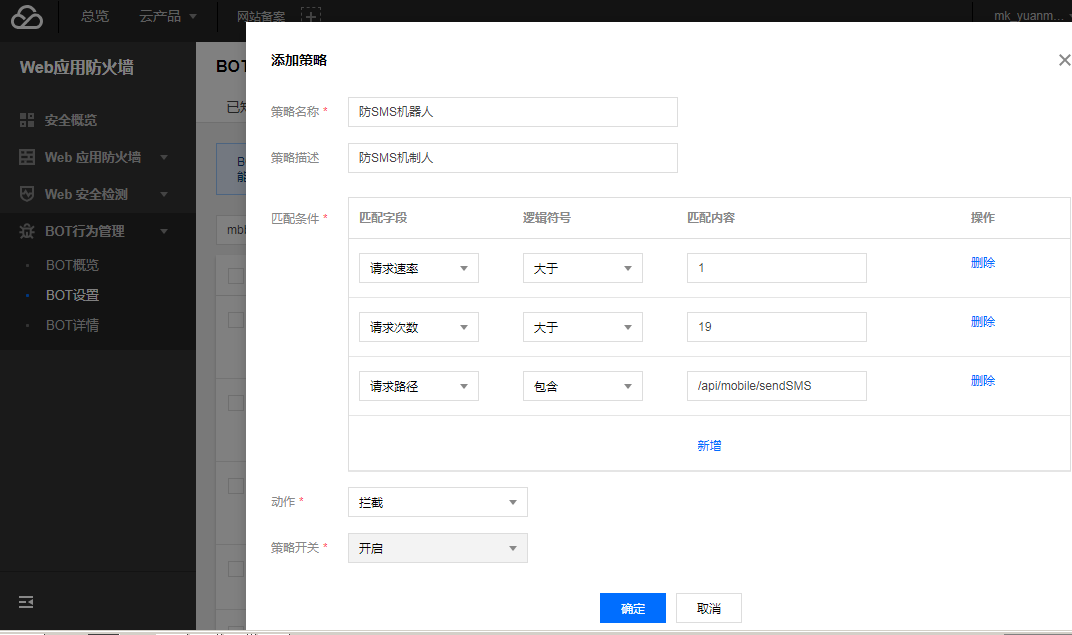 总览 云产品 网站备案 mk_yuanm...
Web应用防火墙
BOT
安全概览
Web 应用防火墙
Web 安全检测
BOT行为管理
BOT概览
BOT设置
BOT详情
添加策略
策略名称 * 防SMS机器人
策略描述 防SMS机制人
匹配条件 *
匹配字段 逻辑符号 匹配内容 操作
请求速率 大于 1 删除
请求次数 大于 19 删除
请求路径 包含 /api/mobile/sendSMS 删除
新增
动作 * 拦截
策略开关 * 开启
确定 取消